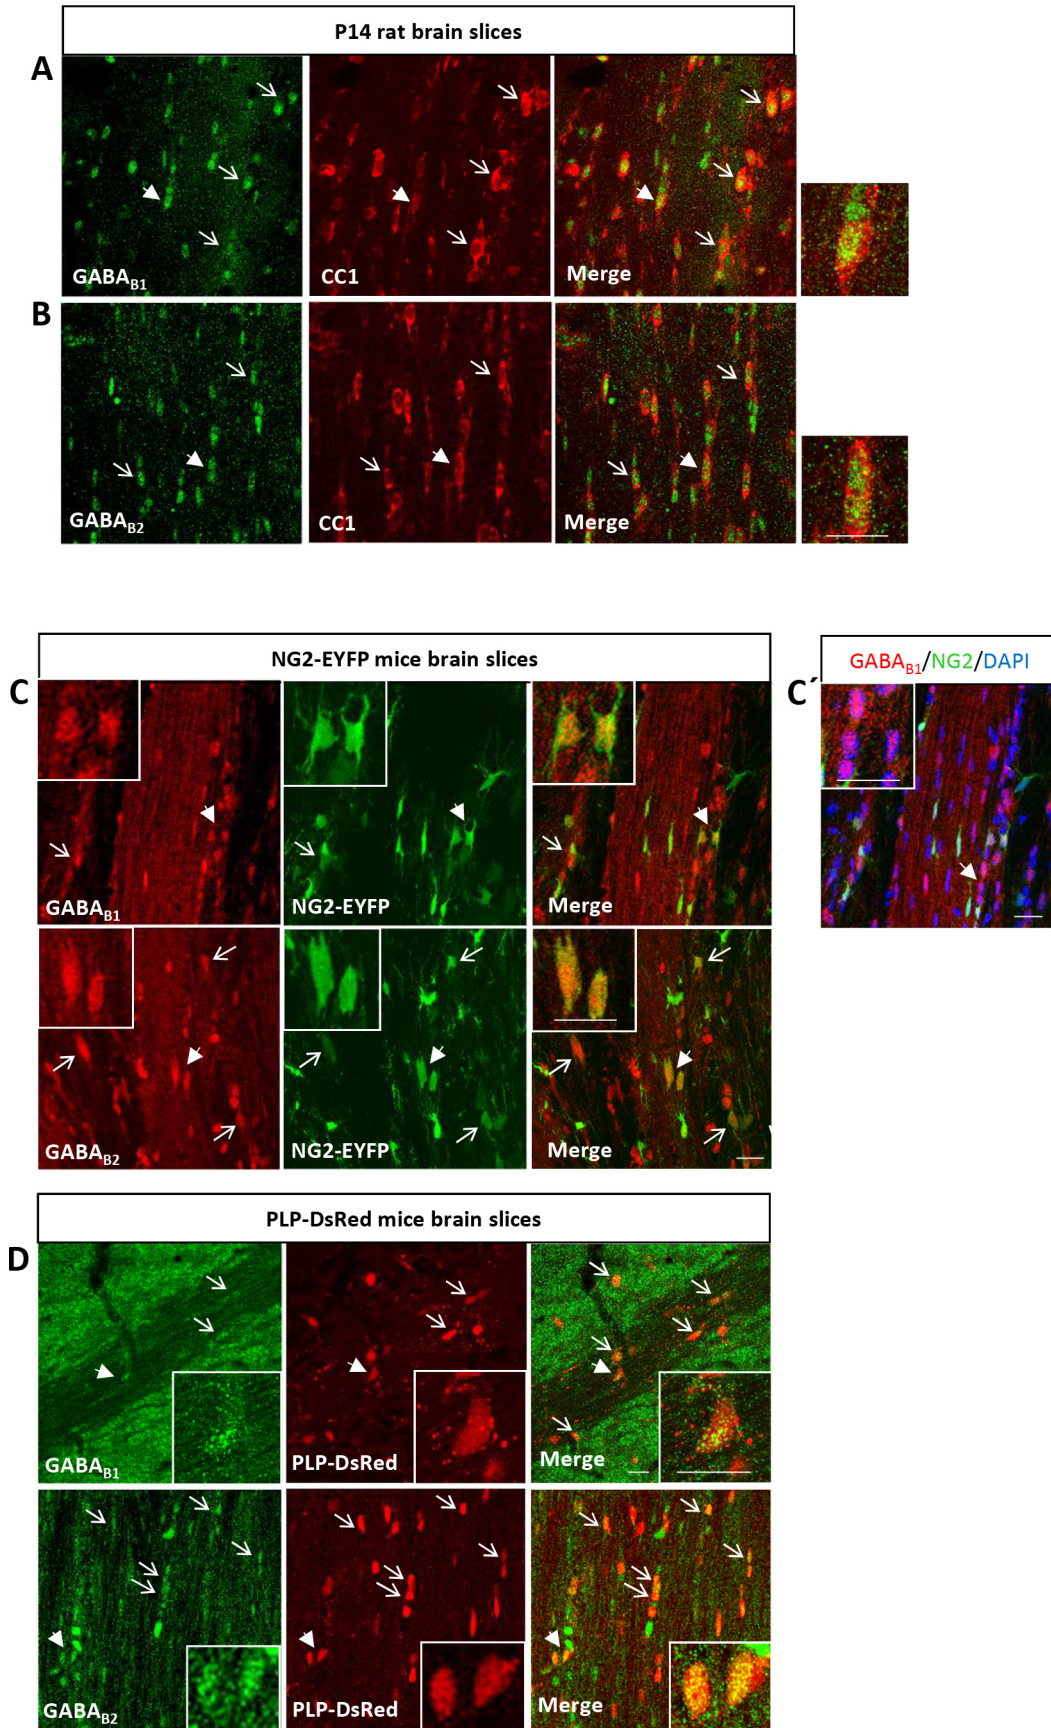 P14 rat brain slices
A
GABAB1
CC1
Merge
B
GABAB2
CC1
Merge
NG2-EYFP mice brain slices
GABAB1/NG2/DAPI
C
C´
GABAB1
NG2-EYFP
Merge
GABAB2
NG2-EYFP
Merge
PLP-DsRed mice brain slices
D
GABAB1
PLP-DsRed
Merge
GABAB2
PLP-DsRed
Merge